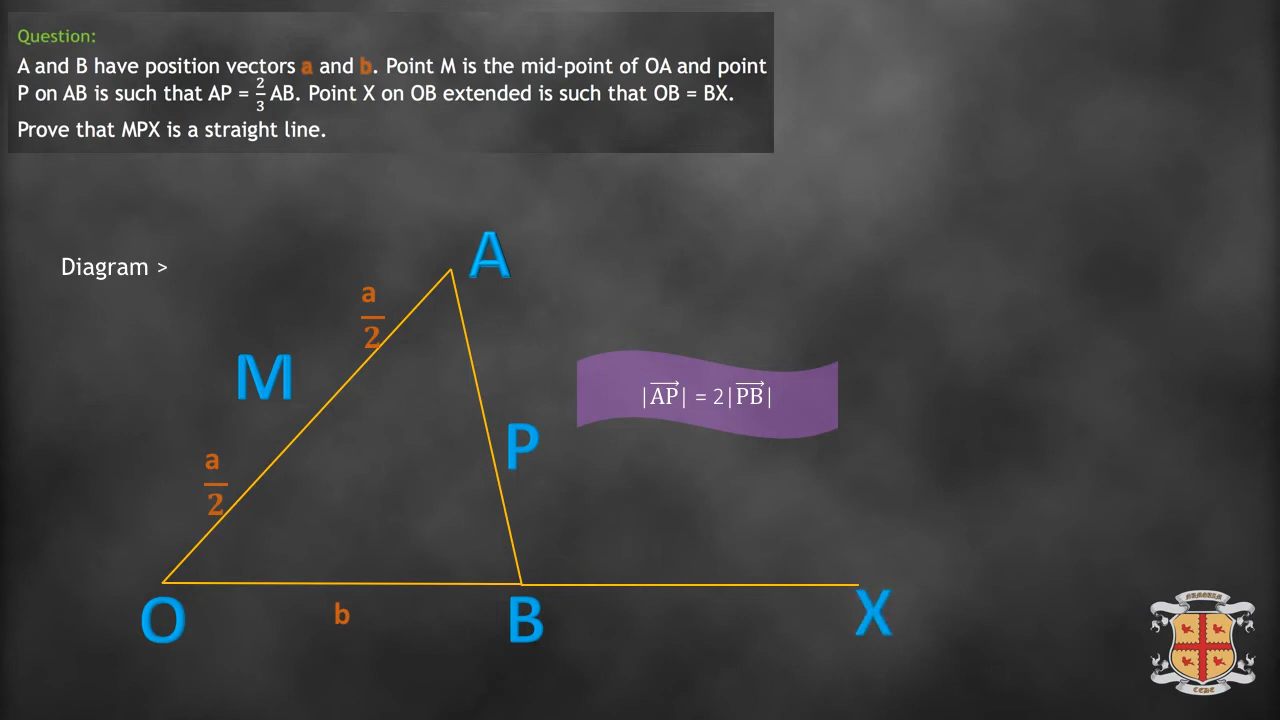 Question:
A and B have position vectors a and b. Point M is the mid-point of OA and point
P on AB is such that AP = 2/3 AB. Point X on OB extended is such that OB = BX.
Prove that MPX is a straight line.
Diagram >
A
a/2
M
|AP| = 2|PB|
P
a/2
O
b
B
X